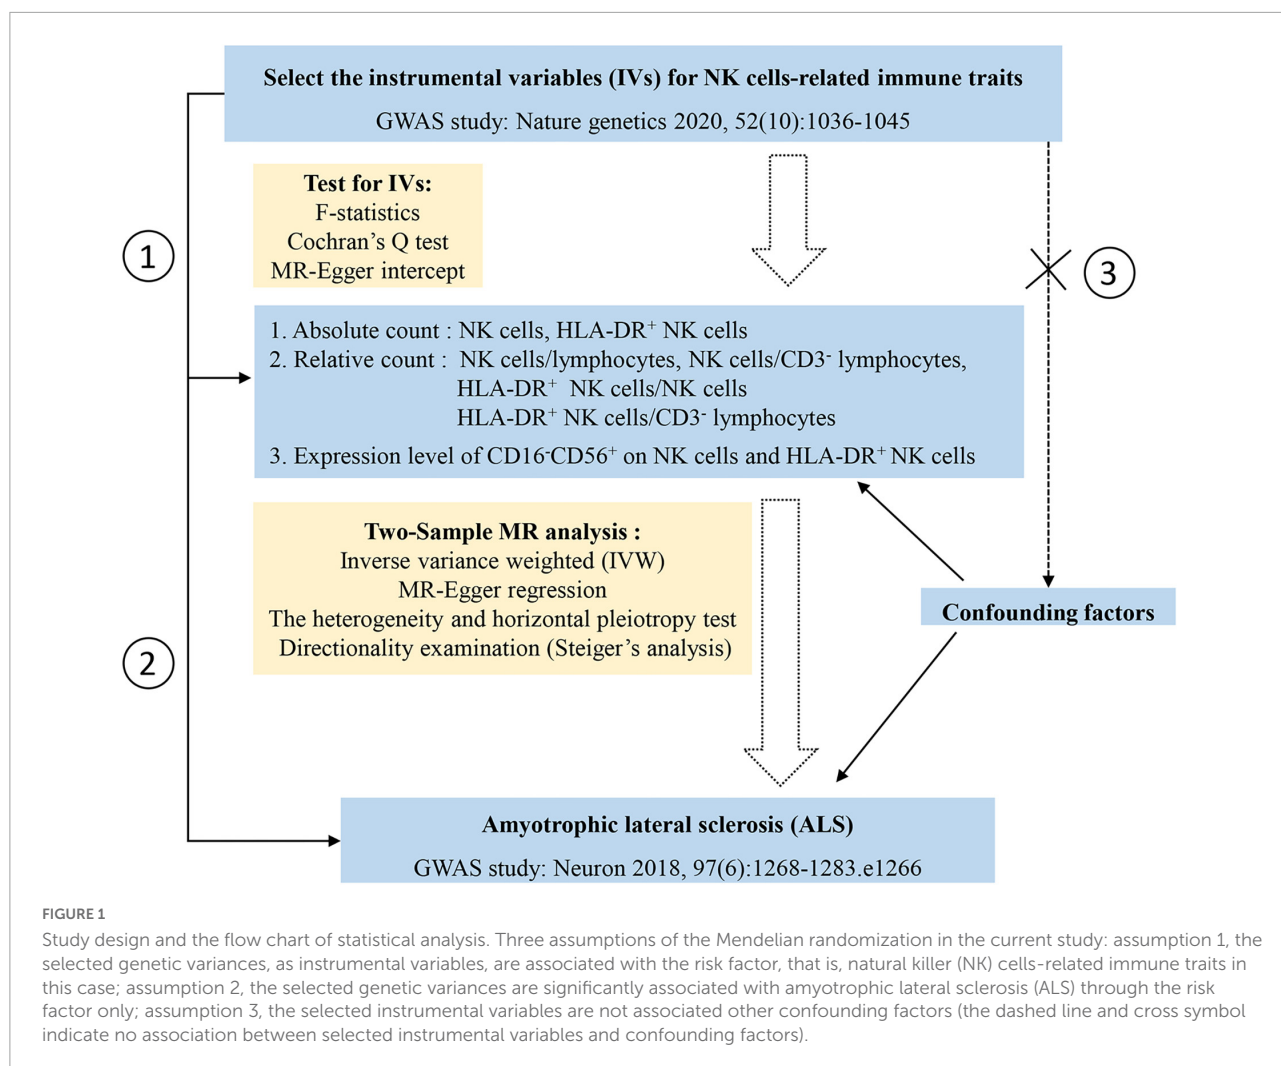 Select the instrumental variables (IVs) for NK cells-related immune traits
GWAS study: Nature genetics 2020, 52(10):1036-1045
Test for IVs:
F-statistics
Cochran’s Q test
MR-Egger intercept
1
3
1. Absolute count : NK cells, HLA-DR⁺ NK cells
2. Relative count : NK cells/lymphocytes, NK cells/CD3⁻ lymphocytes,
HLA-DR⁺ NK cells/NK cells
HLA-DR⁺ NK cells/CD3⁻ lymphocytes
3. Expression level of CD16⁻CD56⁺ on NK cells and HLA-DR⁺ NK cells
Two-Sample MR analysis :
Inverse variance weighted (IVW)
MR-Egger regression
The heterogeneity and horizontal pleiotropy test
Directionality examination (Steiger’s analysis)
Confounding factors
2
Amyotrophic lateral sclerosis (ALS)
GWAS study: Neuron 2018, 97(6):1268-1283.e1266
FIGURE 1
Study design and the flow chart of statistical analysis. Three assumptions of the Mendelian randomization in the current study: assumption 1, the
selected genetic variances, as instrumental variables, are associated with the risk factor, that is, natural killer (NK) cells-related immune traits in
this case; assumption 2, the selected genetic variances are significantly associated with amyotrophic lateral sclerosis (ALS) through the risk
factor only; assumption 3, the selected instrumental variables are not associated other confounding factors (the dashed line and cross symbol
indicate no association between selected instrumental variables and confounding factors).